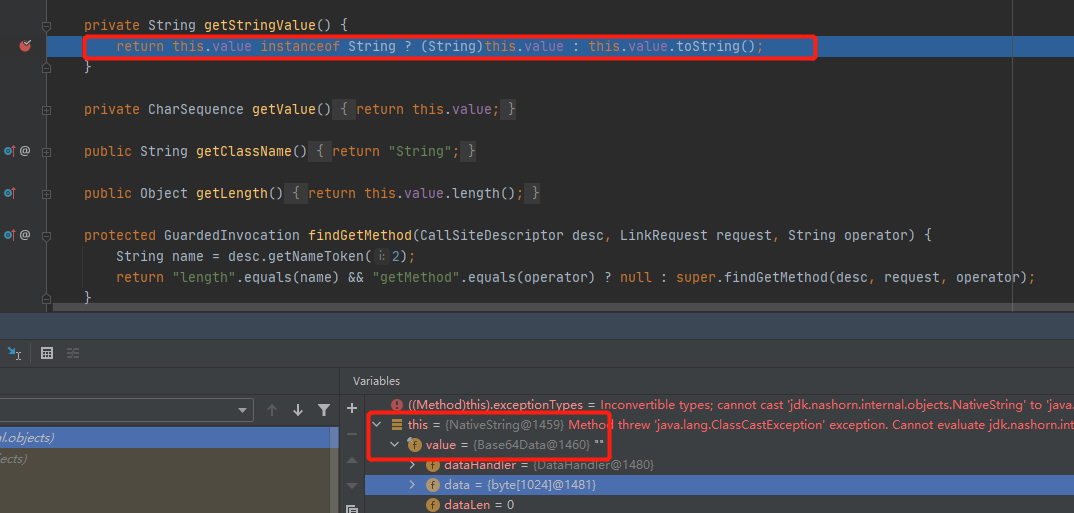 private String getStringValue() {
return this.value instanceof String ? (String)this.value : this.value.toString();
}
private CharSequence getValue() { return this.value; }
public String getClassName() { return "String"; }
public Object getLength() { return this.value.length(); }
@ protected GuardedInvocation findGetMethod(CallSiteDescriptor desc, LinkRequest request, String operator) {
String name = desc.getNameToken( i: 2);
return "length".equals(name) && "getMethod".equals(operator) ? null : super.findGetMethod(desc, request, operator);
}
Variables
((Method)this).exceptionTypes = Inconvertible types; cannot cast 'jdk.nashorn.internal.objects.NativeString' to 'java.
this = {NativeString@1459} Method threw 'java.lang.ClassCastException' exception. Cannot evaluate jdk.nashorn.int
al.objects)
f value = {Base64Data@1460} ""
jects)
f dataHandler = {DataHandler@1480}
f data = {byte[1024]@1481}
f dataLen = 0